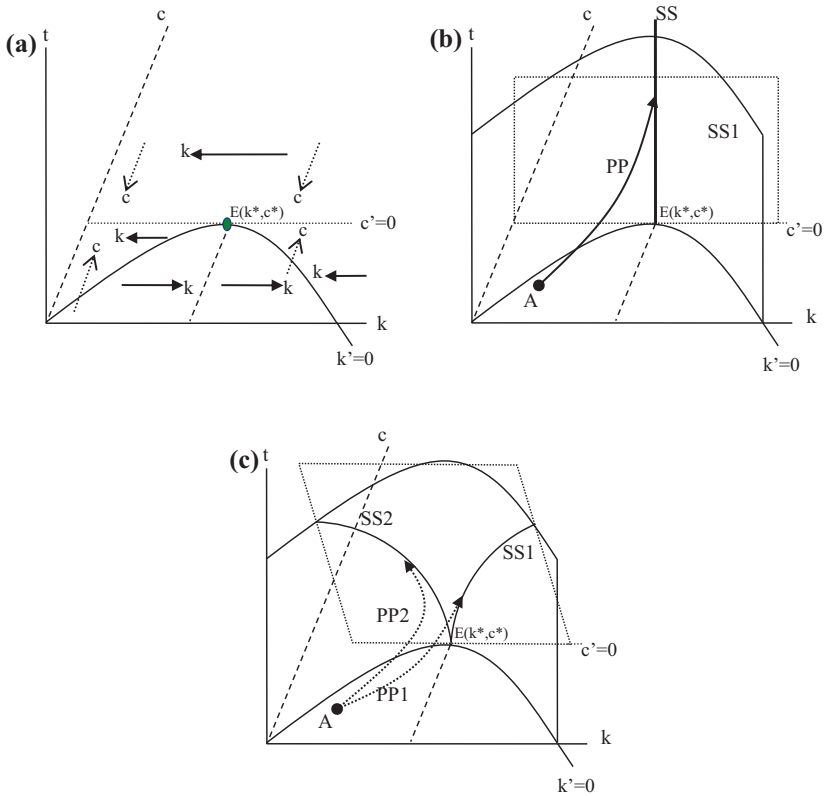 (a)
t
c
k
c
c
E(k*,c*)
c'=0
c
k
c
k
k
k
k
k'=0
(b)
t
c
SS
SS1
PP
E(k*,c*)
c'=0
A
k
k'=0
(c)
t
c
SS2
SS1
PP2
E(k*,c*)
c'=0
PP1
A
k
k'=0